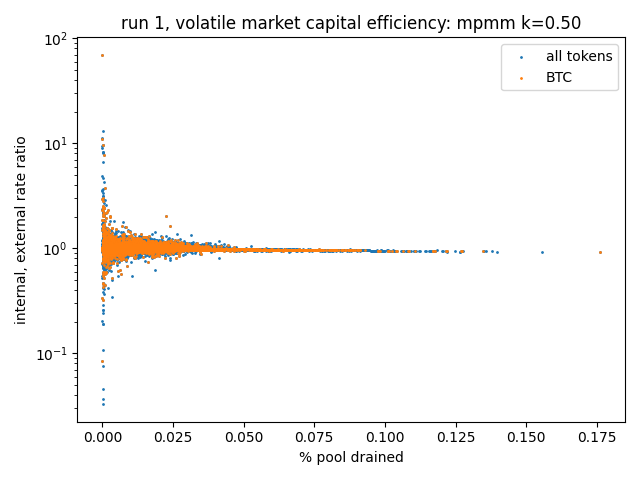 run 1, volatile market capital efficiency: mpmm k=0.50
all tokens
BTC
internal, external rate ratio
10²
10¹
10⁰
10⁻¹
0.000 0.025 0.050 0.075 0.100 0.125 0.150 0.175
% pool drained